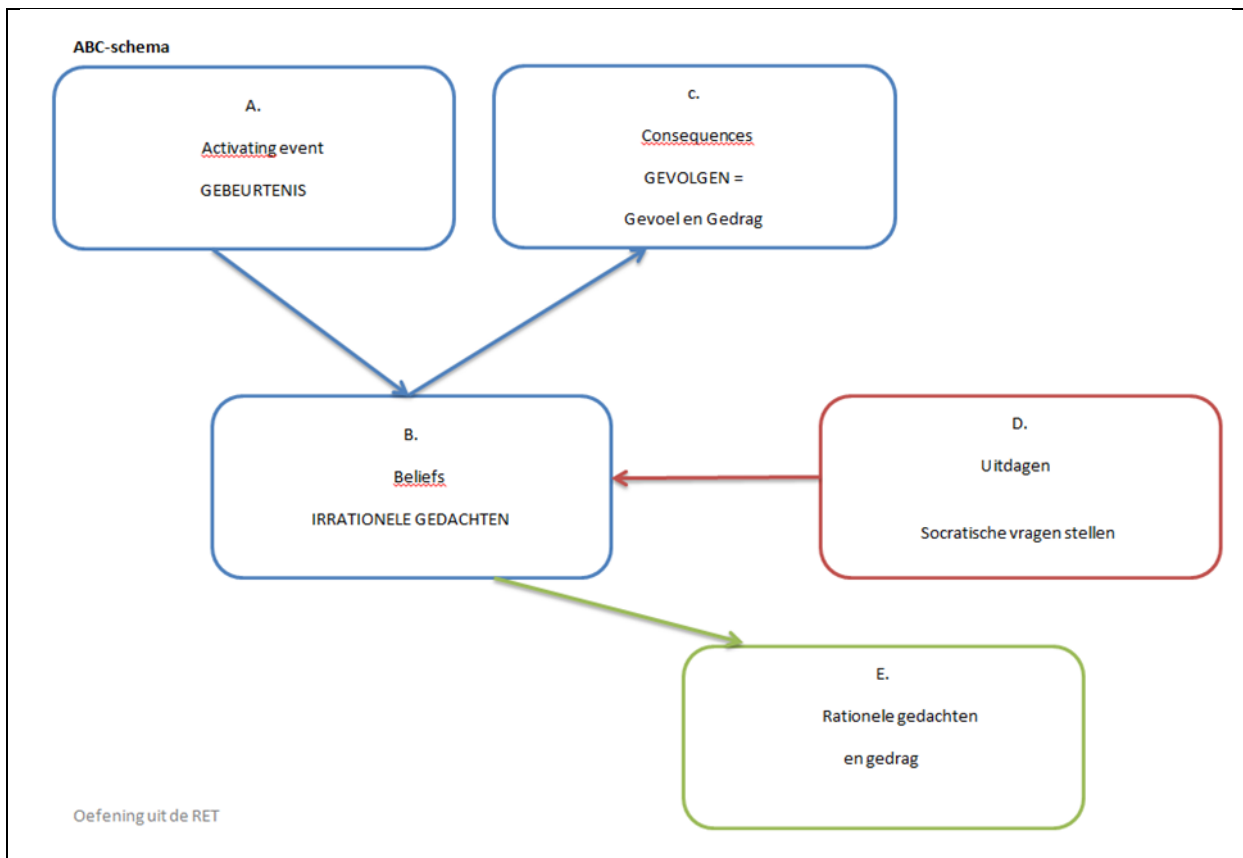 ABC-schema
A.
Activating event
GEBEURTENIS
c.
Consequences
GEVOLGEN =
Gevoel en Gedrag
B.
Beliefs
IRRATIONELE GEDACHTEN
D.
Uitdagen
Socratische vragen stellen
E.
Rationele gedachten
en gedrag
Oefening uit de RET